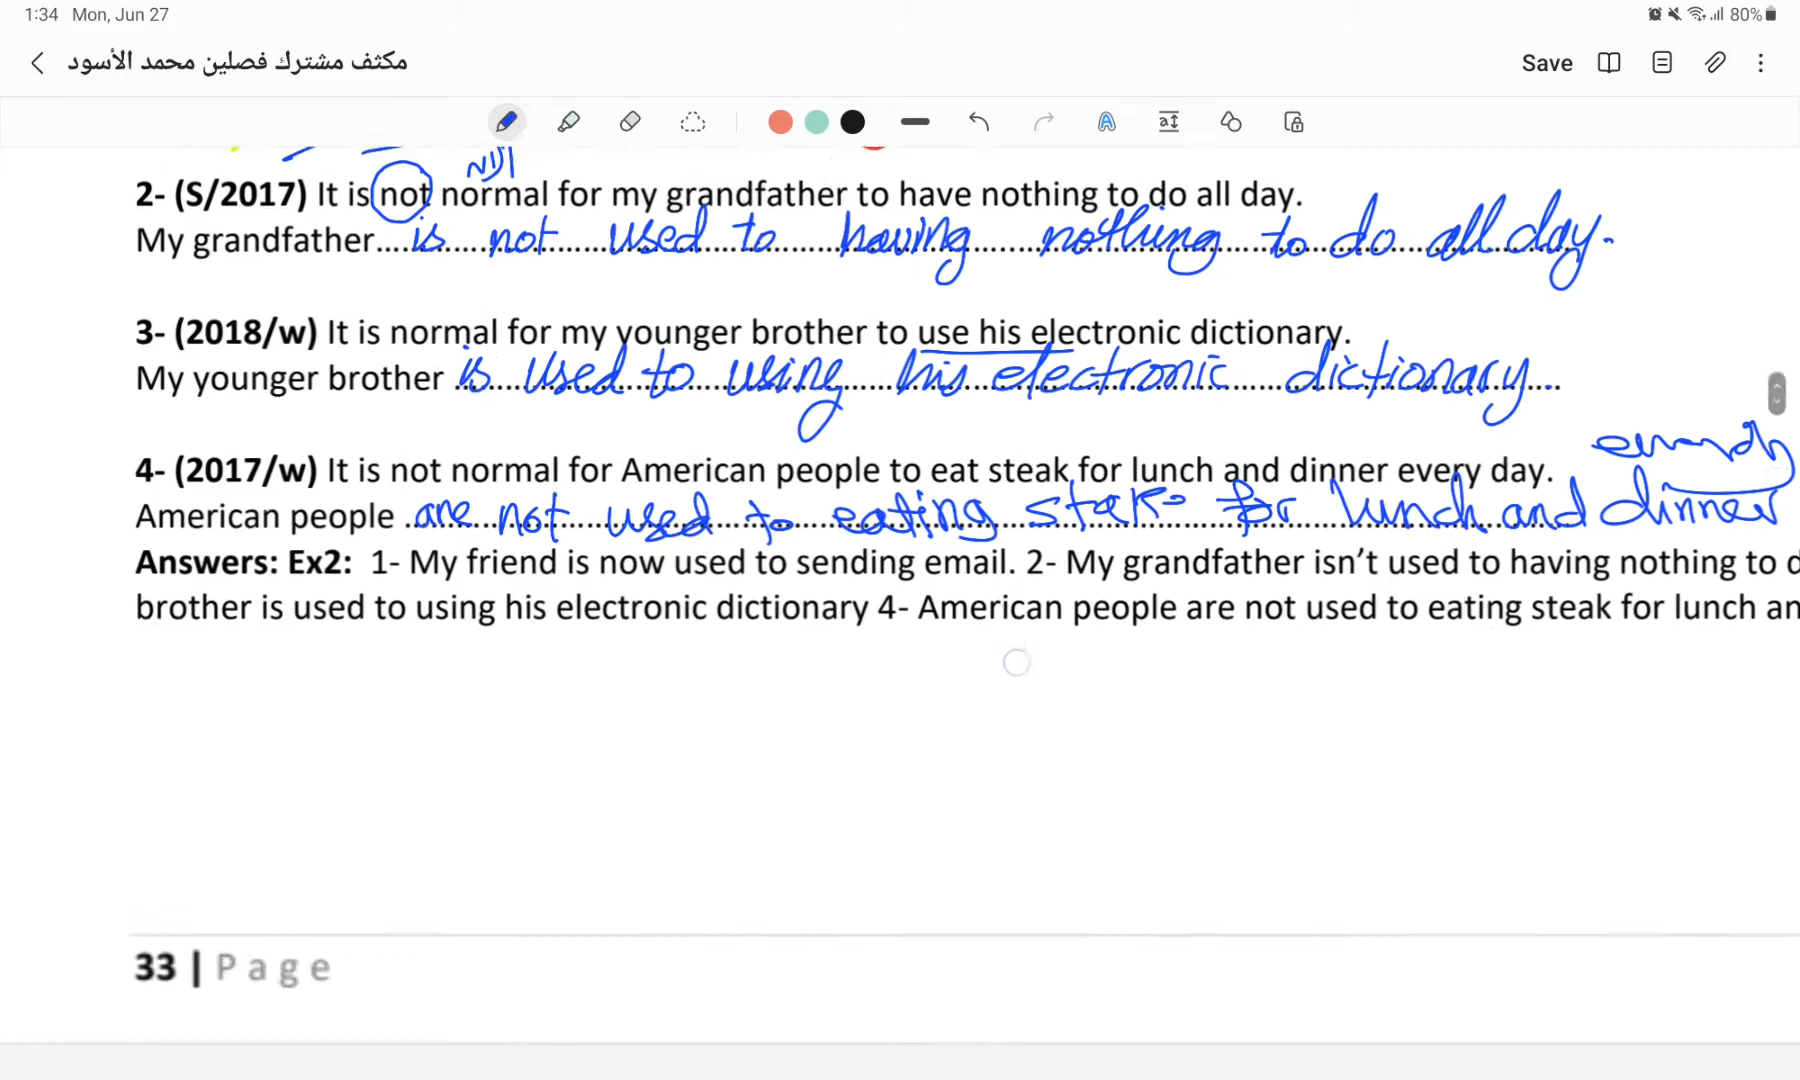 1:34 Mon, Jun 27
80%
مكثف مشترك فصلين محمد الأسود
Save
2- (S/2017) It is not normal for my grandfather to have nothing to do all day.
My grandfather....is not used to having nothing to do all day.
3- (2018/w) It is normal for my younger brother to use his electronic dictionary.
My younger brother is used to using his electronic dictionary...
4- (2017/w) It is not normal for American people to eat steak for lunch and dinner every day.
American people are not used to eating steak for lunch and dinner
Answers: Ex2: 1- My friend is now used to sending email. 2- My grandfather isn't used to having nothing to d
brother is used to using his electronic dictionary 4- American people are not used to eating steak for lunch an
33 | Page